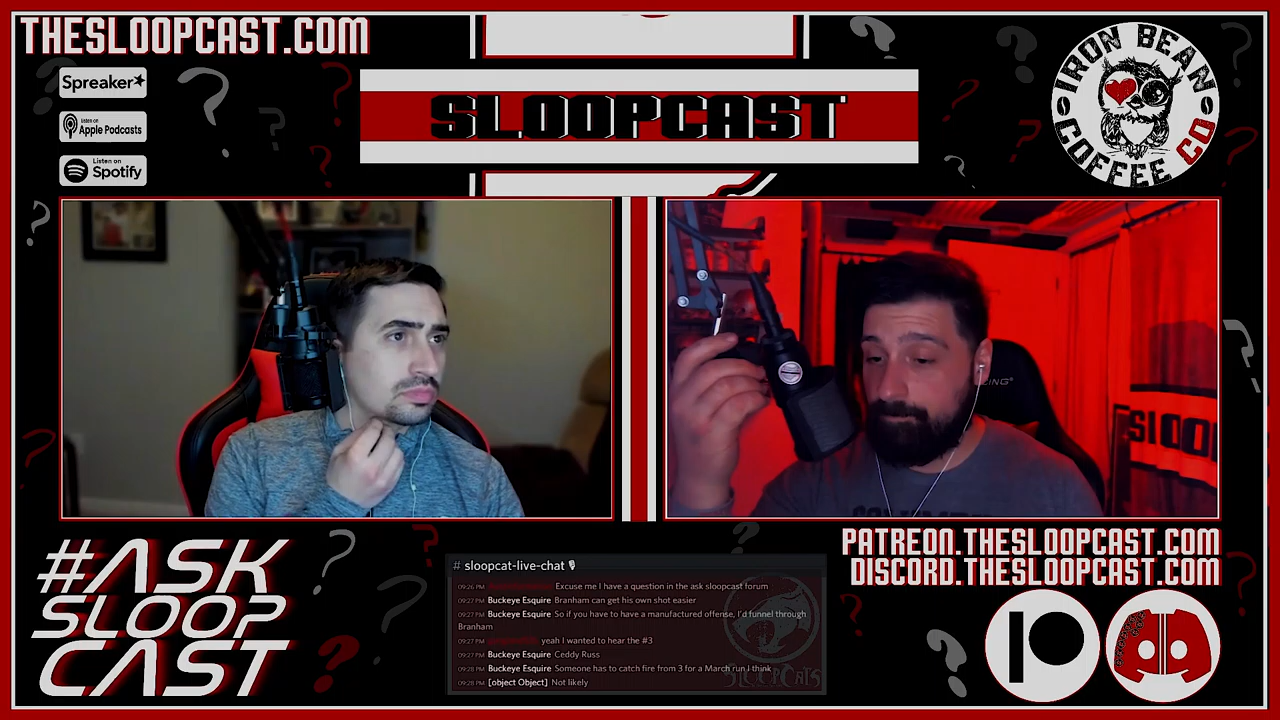 THESLOOPCAST.COM
Spreaker
Listen on
Apple Podcasts
Listen on
Spotify
SLOOPCAST
IRON BEAN
COFFEE CO
SLOOP
#ASK
SLOOP
CAST
# sloopcat-live-chat
09:26 PM Excuse me I have a question in the ask sloopcast forum
09:27 PM Buckeye Esquire Branham can get his own shot easier
09:27 PM Buckeye Esquire So if you have to have a manufactured offense, I'd funnel through
Branham
09:27 PM yeah I wanted to hear the #3
09:27 PM Buckeye Esquire Ceddy Russ
09:28 PM Buckeye Esquire Someone has to catch fire from 3 for a March run I think
09:28 PM [object Object] Not likely
SLOOPCATS
PATREON.THESLOOPCAST.COM
DISCORD.THESLOOPCAST.COM